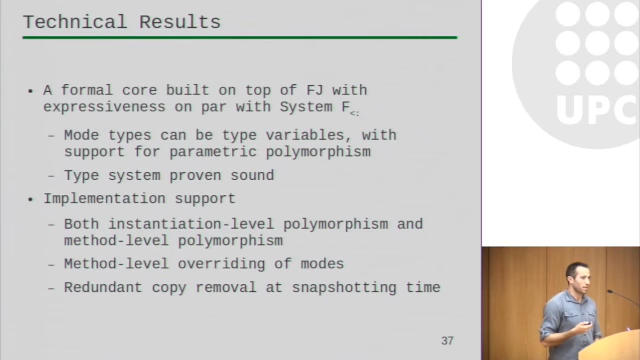 Technical Results
• A formal core built on top of FJ with
expressiveness on par with System F<:
– Mode types can be type variables, with
support for parametric polymorphism
– Type system proven sound
• Implementation support
– Both instantiation-level polymorphism and
method-level polymorphism
– Method-level overriding of modes
– Redundant copy removal at snapshotting time
37
UPC